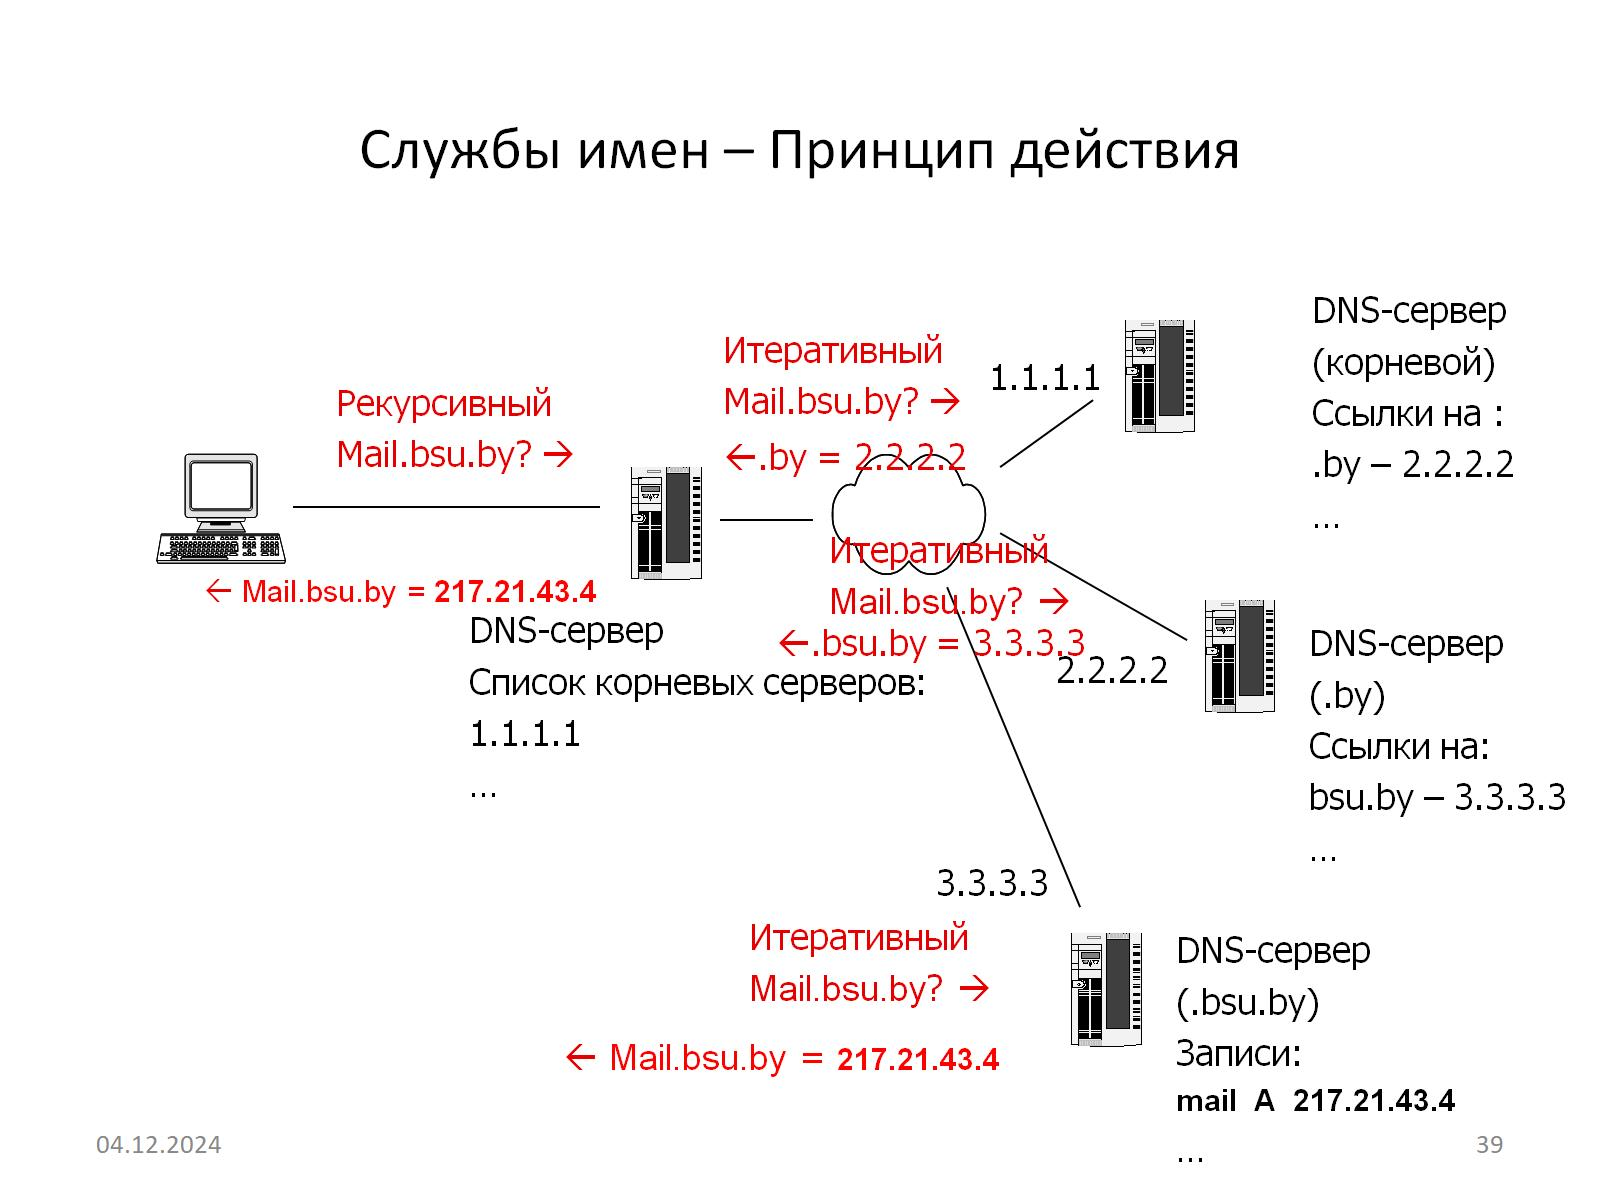 Службы имен – Принцип действия
Рекурсивный
Mail.bsu.by? →
← Mail.bsu.by = 217.21.43.4
DNS-сервер
Список корневых серверов:
1.1.1.1
...
Итеративный
Mail.bsu.by? →
←.by = 2.2.2.2
1.1.1.1
DNS-сервер
(корневой)
Ссылки на :
.by – 2.2.2.2
...
Итеративный
Mail.bsu.by? →
←.bsu.by = 3.3.3.3
2.2.2.2
DNS-сервер
(.by)
Ссылки на:
bsu.by – 3.3.3.3
...
3.3.3.3
Итеративный
Mail.bsu.by? →
← Mail.bsu.by = 217.21.43.4
DNS-сервер
(.bsu.by)
Записи:
mail A 217.21.43.4
...
04.12.2024
39